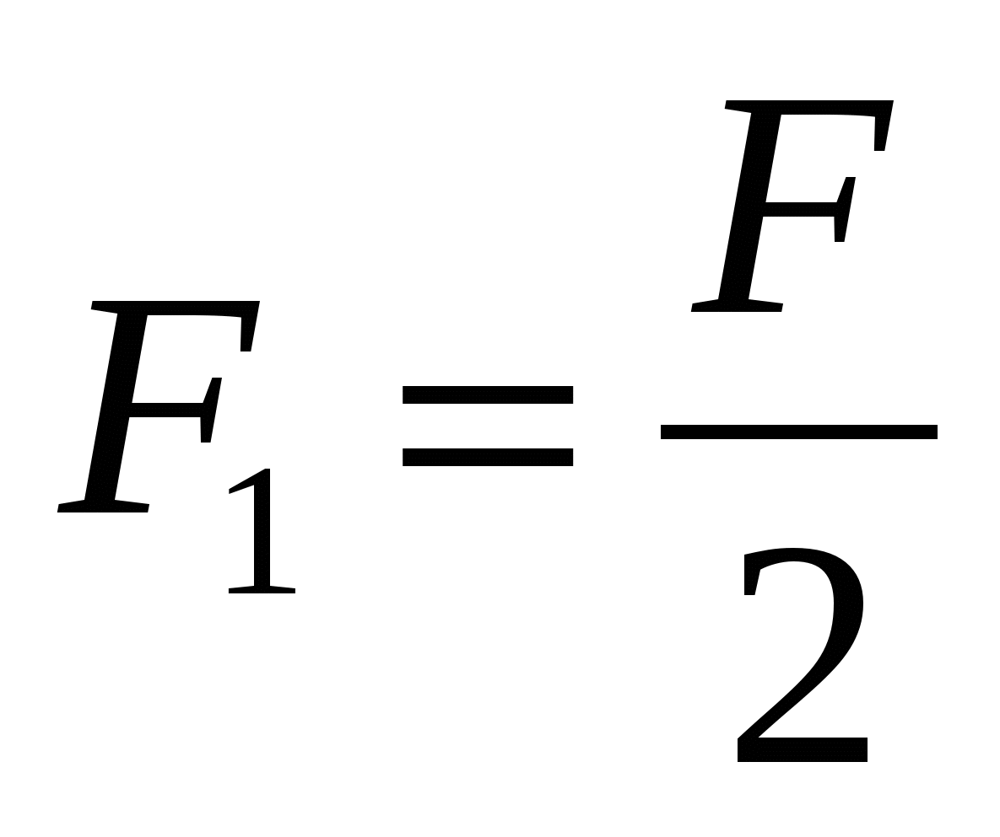 F₁ = F/2